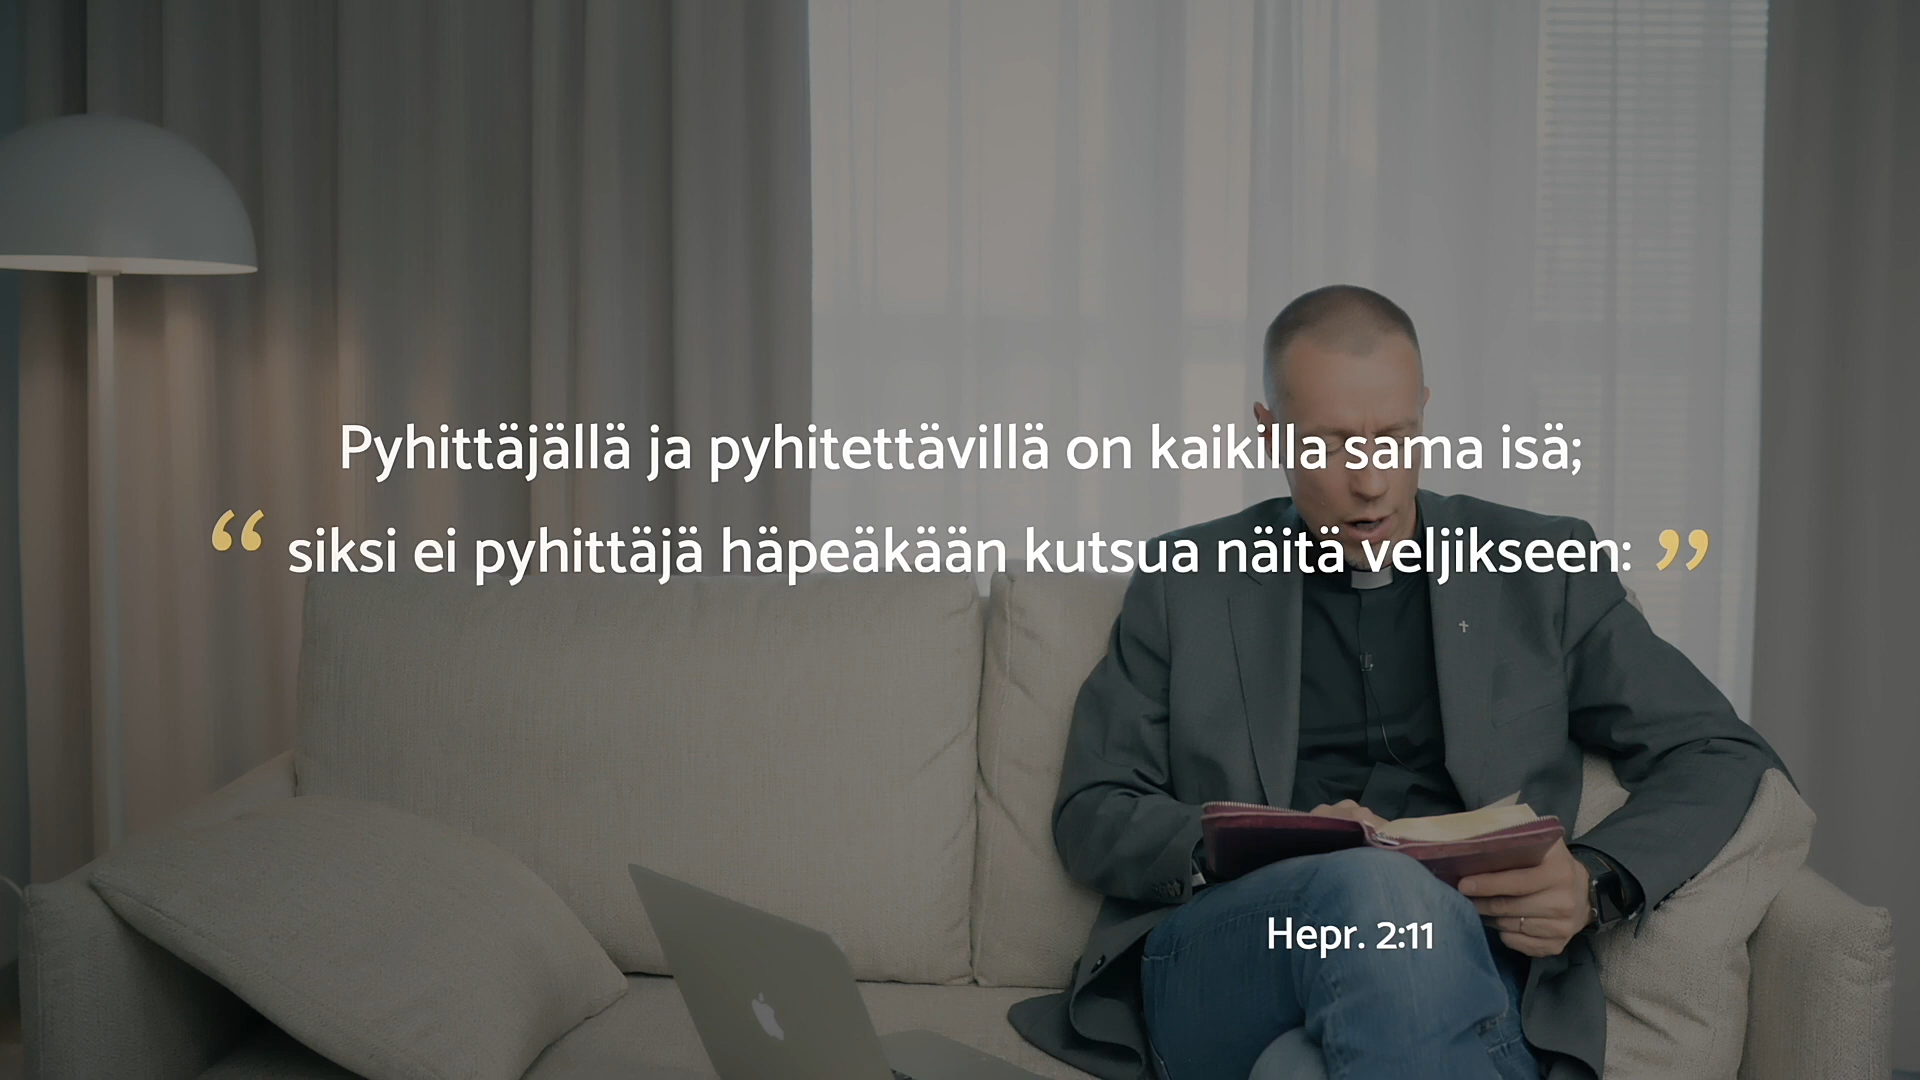 Pyhittäjällä ja pyhitettävillä on kaikilla sama isä;
“ siksi ei pyhittäjä häpeäkään kutsua näitä veljikseen: ”
Hepr. 2:11